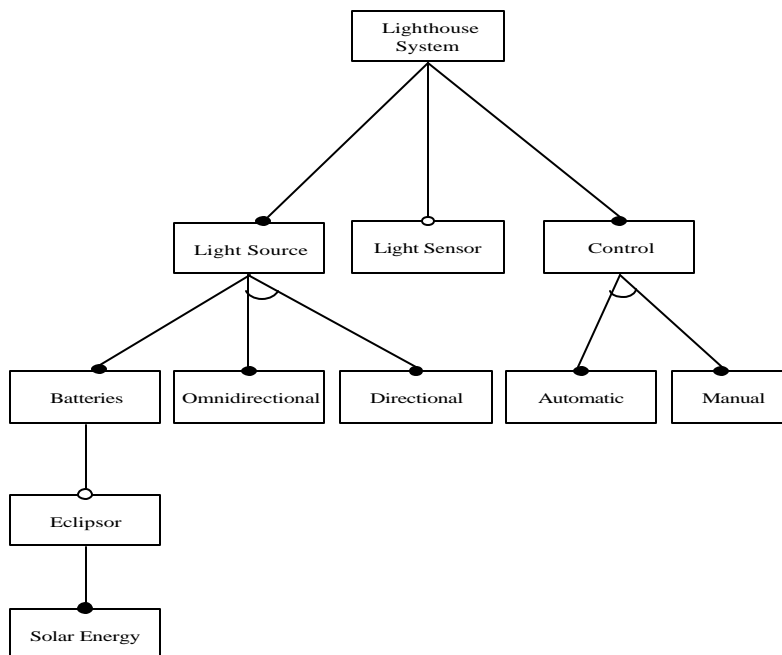 Lighthouse
System
Light Source
Light Sensor
Control
Batteries
Omnidirectional
Directional
Automatic
Manual
Eclipsor
Solar Energy